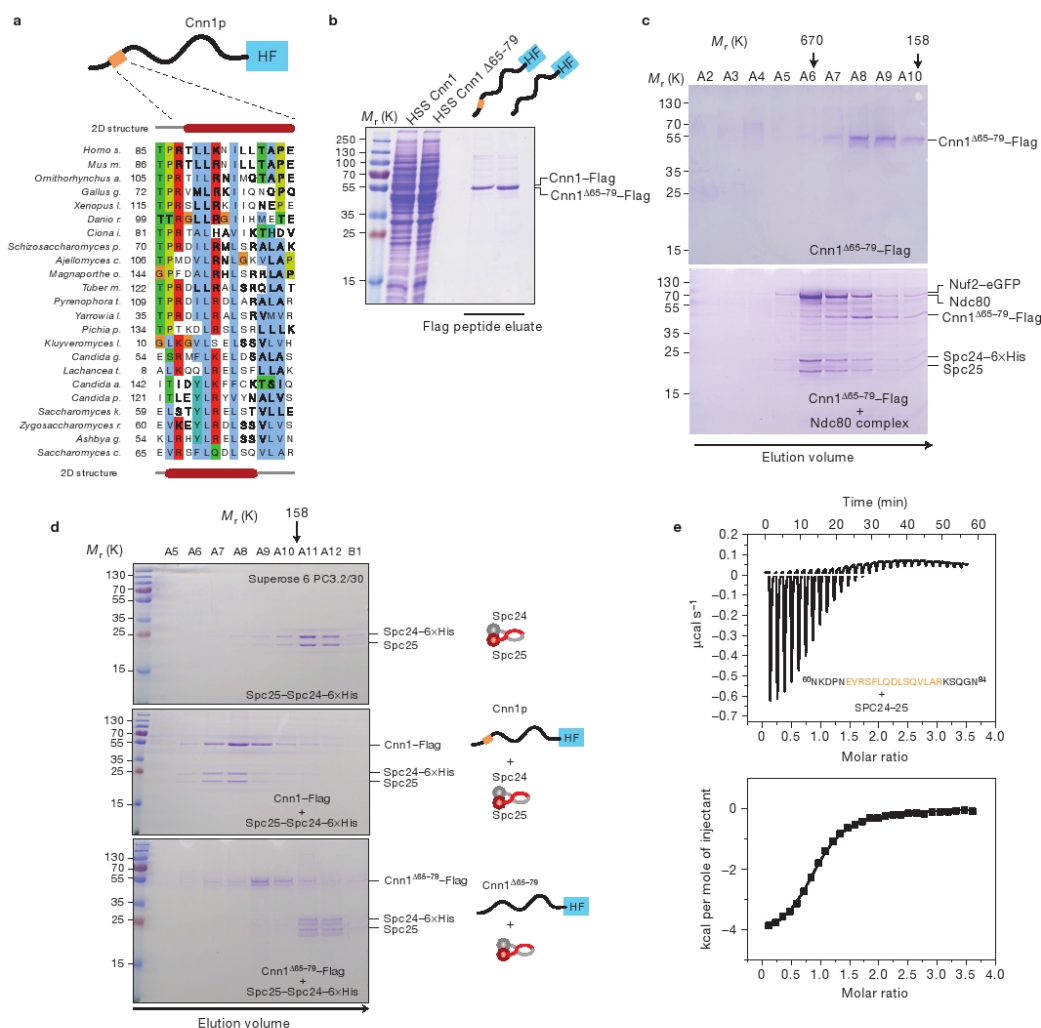 a
Cnn1p
HF
2D structure
Homo s. 85 T P R T L L K N I L L T A P E
Mus m. 86 T P R T L L R N I L L T A P E
Ornithorhynchus a. 105 T P R T I L R N I M Q T A P E
Gallus g. 72 T P R V M L R K I I Q N Q P Q
Xenopus l. 115 T P R S L L R K I I Q N E P E
Danio r. 99 T T R G L L R G I I H M E T E
Ciona i. 81 T P R T A L H A V I K T H D V
Schizosaccharomyces p. 70 T P R D I L R M L S R A L A K
Ajellomyces c. 106 T P M D V L R N L G K V L A P
Magnaporthe o. 144 G P F D A L R H L S R R L A P
Tuber m. 122 T P R D L L R A L S R Q L A T
Pyrenophora t. 109 T P R D I L R A L S R L L S
Yarrowia l. 35 T P R D I L R A L S R V M V R
Pichia p. 134 T P T K D L R S L S R L L L K
Kluyveromyces l. 10 G L K G V L S E L S S V L V H
Candida g. 54 E S R M F L K E L D S A L A S
Lachancea t. 8 A L K Q Q L R E L S F L L A K
Candida a. 142 I T I D Y L K F F C K T S I Q
Candida p. 121 T L E Y L R Y V Y N A L V S
Saccharomyces k. 59 E L S T Y L R E L S T V L L E
Zygosaccharomyces r. 60 E V K E Y L R D L S S V L S
Ashbya g. 54 K L R H Y L R E L S S V L V N
Saccharomyces c. 65 E V R S F L Q D L S Q V L A R
2D structure
b
HSS Cnn1
HSS Cnn1 Δ65-79
HF
HF
Mr (K)
250
130
100
70
55
35
25
15
Cnn1–Flag
Cnn1Δ65–79–Flag
Flag peptide eluate
c
Mr (K)
670
158
Mr (K) A2 A3 A4 A5 A6 A7 A8 A9 A10
130
70
55
35
25
15
Cnn1Δ65–79–Flag
Cnn1Δ65–79–Flag
130
70
55
35
25
15
Nuf2–eGFP
Ndc80
Cnn1Δ65–79–Flag
Spc24–6×His
Spc25
Cnn1Δ65–79–Flag
+
Ndc80 complex
Elution volume
d
Mr (K)
158
Mr (K)
A5 A6 A7 A8 A9 A10 A11 A12 B1
130
70
55
35
25
15
Superose 6 PC3.2/30
Spc24–6×His
Spc25
Spc25–Spc24–6×His
Spc24
Spc25
130
70
55
35
25
15
Cnn1–Flag
Spc24–6×His
Spc25
Cnn1–Flag
+
Spc25–Spc24–6×His
Cnn1p
HF
+
Spc24
Spc25
130
70
55
35
25
15
Cnn1Δ65–79–Flag
Spc24–6×His
Spc25
Cnn1Δ65–79–Flag
+
Spc25–Spc24–6×His
Cnn1Δ65–79
HF
+
Elution volume
e
Time (min)
0 10 20 30 40 50 60
0.2
0.1
0
–0.1
–0.2
–0.3
–0.4
–0.5
–0.6
–0.7
µcal s–1
60NKDPNEVRSFLQDLSQVLARKSQGN84
+
SPC24–25
0 0.5 1.0 1.5 2.0 2.5 3.0 3.5 4.0
Molar ratio
0
–2
–4
kcal per mole of injectant
0 0.5 1.0 1.5 2.0 2.5 3.0 3.5 4.0
Molar ratio